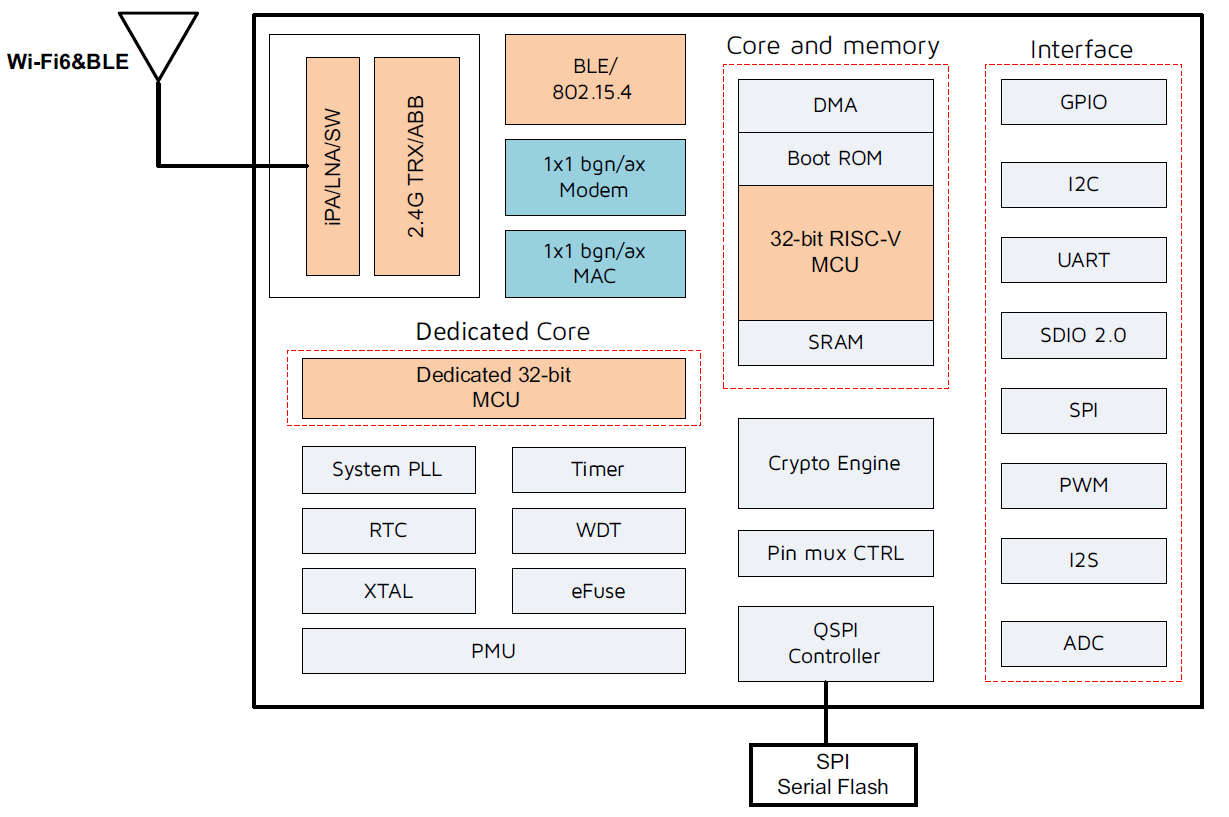 Wi-Fi6&BLE
iPA/LNA/SW
2.4G TRX/ABB
BLE/
802.15.4
1x1 bgn/ax
Modem
1x1 bgn/ax
MAC
Dedicated Core
Dedicated 32-bit
MCU
System PLL
Timer
RTC
WDT
XTAL
eFuse
PMU
Core and memory
DMA
Boot ROM
32-bit RISC-V
MCU
SRAM
Crypto Engine
Pin mux CTRL
QSPI
Controller
SPI
Serial Flash
Interface
GPIO
I2C
UART
SDIO 2.0
SPI
PWM
I2S
ADC